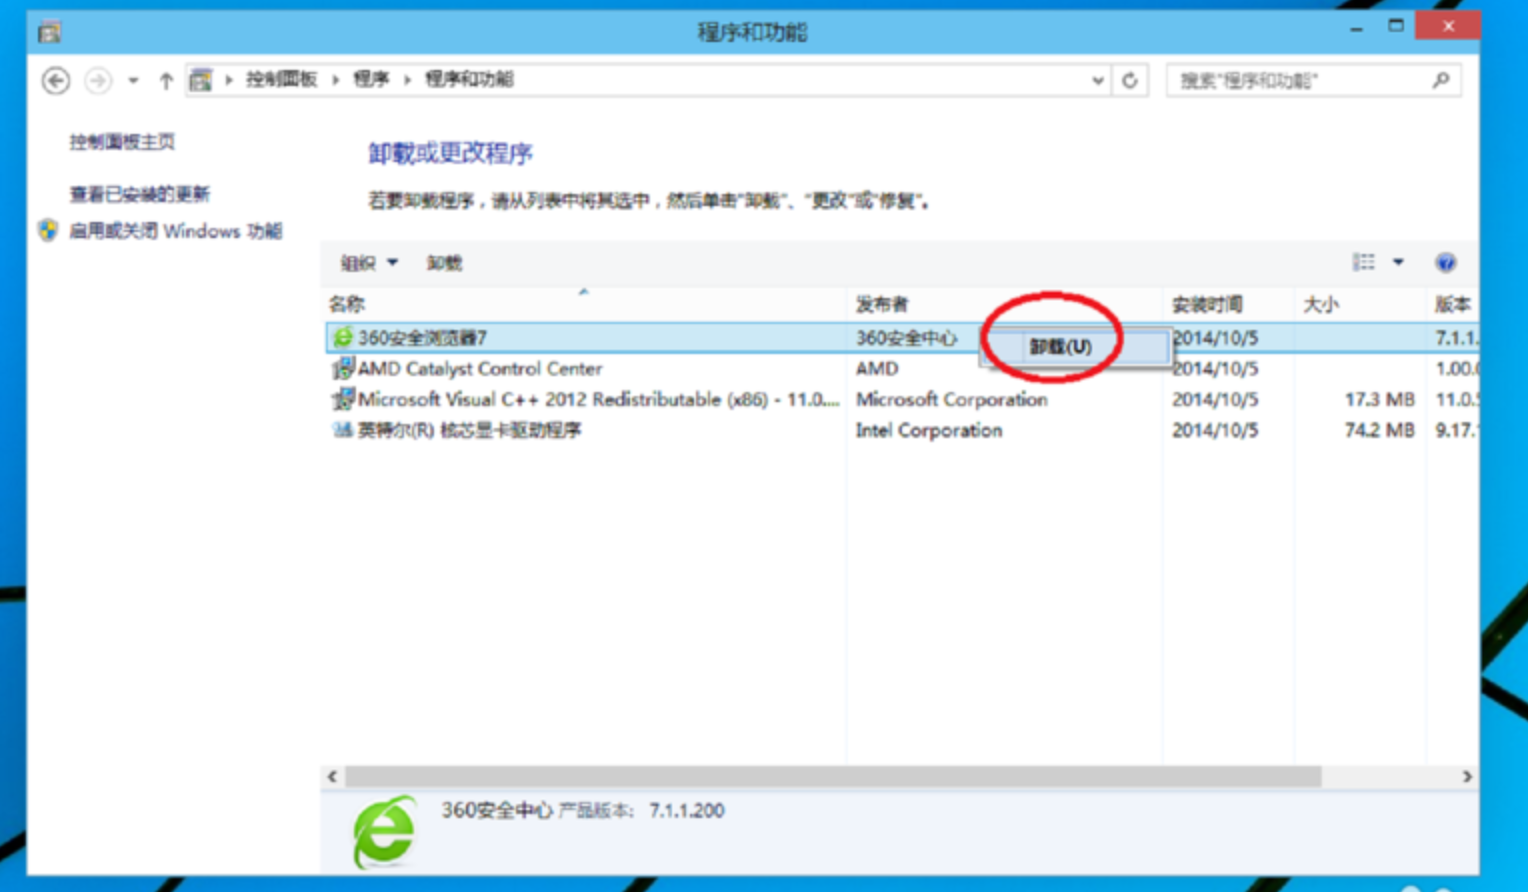 程序和功能
控制面板 程序 程序和功能
搜索"程序和功能"
控制面板主页
查看已安装的更新
启用或关闭 Windows 功能
卸载或更改程序
若要卸载程序，请从列表中将其选中，然后单击"卸载"、"更改"或"修复"。
组织 卸载
名称 发布者 安装时间 大小 版本
360安全浏览器7 360安全中心 2014/10/5 7.1.1.
卸载(U)
AMD Catalyst Control Center AMD 2014/10/5 1.00.
Microsoft Visual C++ 2012 Redistributable (x86) - 11.0.... Microsoft Corporation 2014/10/5 17.3 MB 11.0.
英特尔(R) 核芯显卡驱动程序 Intel Corporation 2014/10/5 74.2 MB 9.17.
360安全中心 产品版本: 7.1.1.200